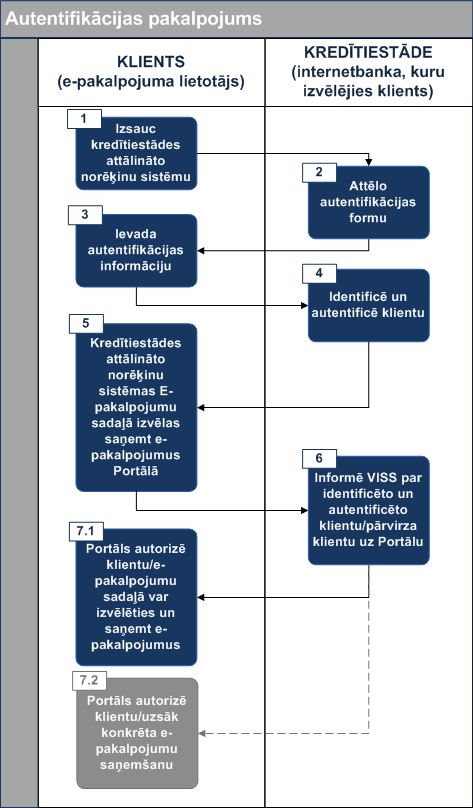 Autentifikācijas pakalpojums
KLIENTS
(e-pakalpojuma lietotājs)
KREDĪTIESTĀDE
(internetbanka, kuru
izvēlējies klients)
1
Izsauc
kredītiestādes
attālināto
norēķinu sistēmu
2
Attēlo
autentifikācijas
formu
3
Ievada
autentifikācijas
informāciju
4
Identificē un
autentificē klientu
5
Kredītiestādes
attālināto
norēķinu
sistēmas E-
pakalpojumu
sadaļā izvēlas
saņemt e-
pakalpojumus
Portālā
6
Informē VISS par
identificēto un
autentificēto
klientu/pārvirza
klientu uz Portālu
7.1
Portāls autorizē
klientu/e-
pakalpojumu
sadaļā var
izvēlēties un
saņemt e-
pakalpojumus
7.2
Portāls autorizē
klientu/uzsāk
konkrēta e-
pakalpojumu
saņemšanu